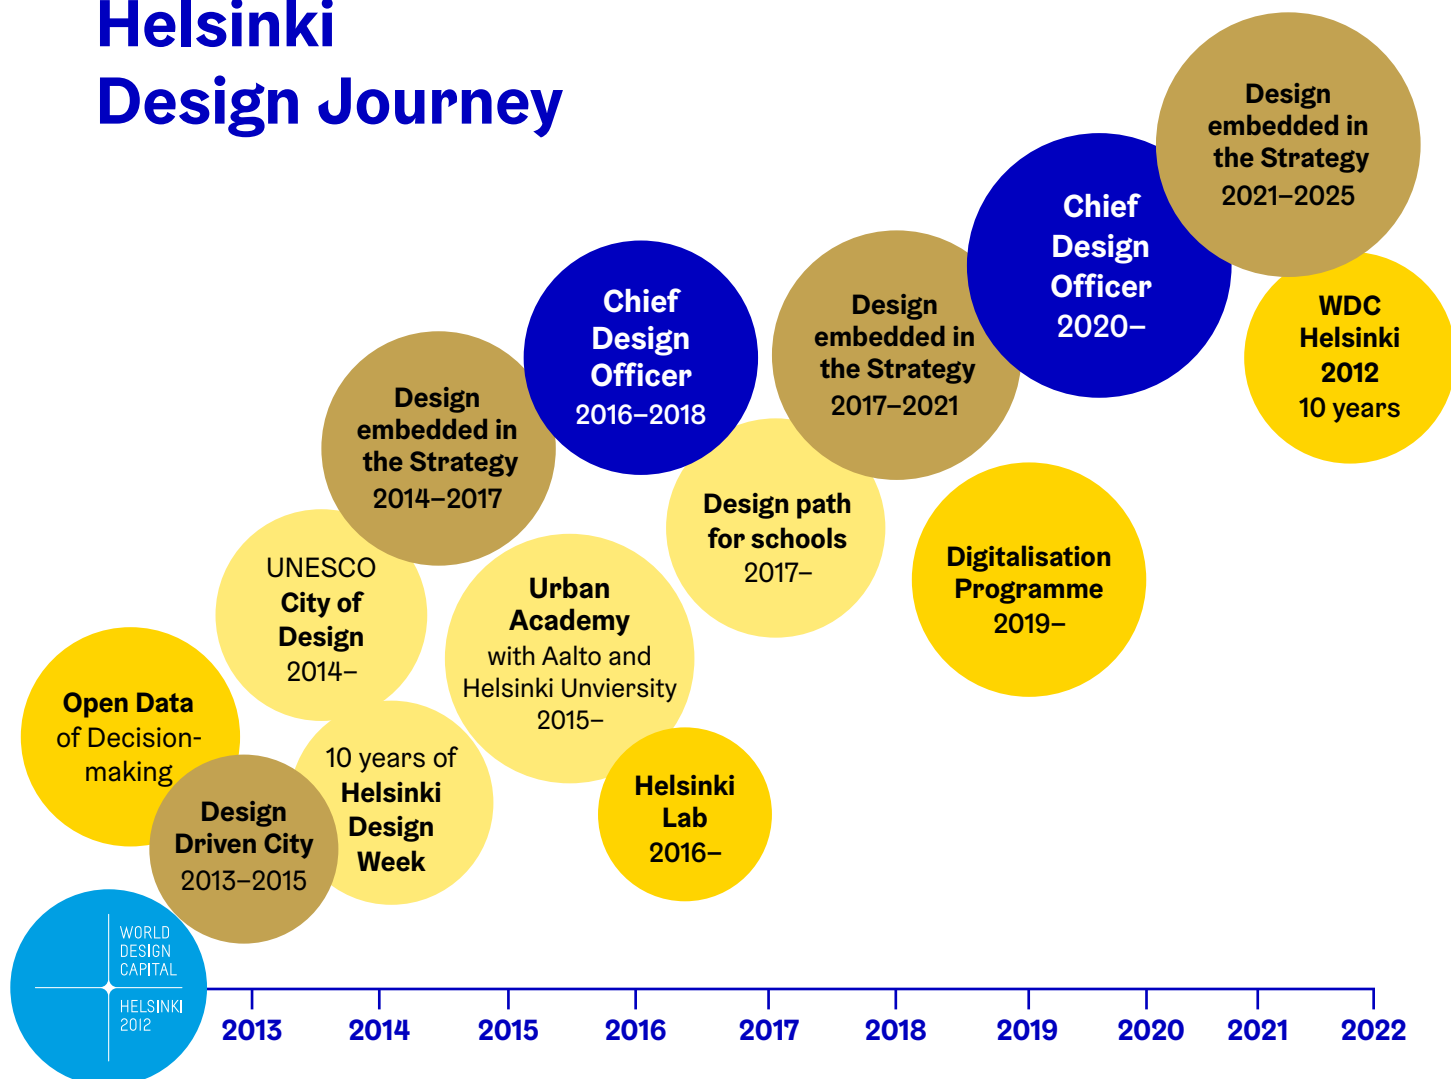 Helsinki
Design Journey
Design
embedded in
the Strategy
2021–2025
Chief
Design
Officer
2020–
WDC
Helsinki
2012
10 years
Chief
Design
Officer
2016–2018
Design
embedded in
the Strategy
2017–2021
Design
embedded in
the Strategy
2014–2017
Design path
for schools
2017–
Digitalisation
Programme
2019–
UNESCO
City of
Design
2014–
Urban
Academy
with Aalto and
Helsinki Unviersity
2015–
Open Data
of Decision-
making
10 years of
Helsinki
Design
Week
Helsinki
Lab
2016–
Design
Driven City
2013–2015
WORLD
DESIGN
CAPITAL
HELSINKI
2012
2013 2014 2015 2016 2017 2018 2019 2020 2021 2022